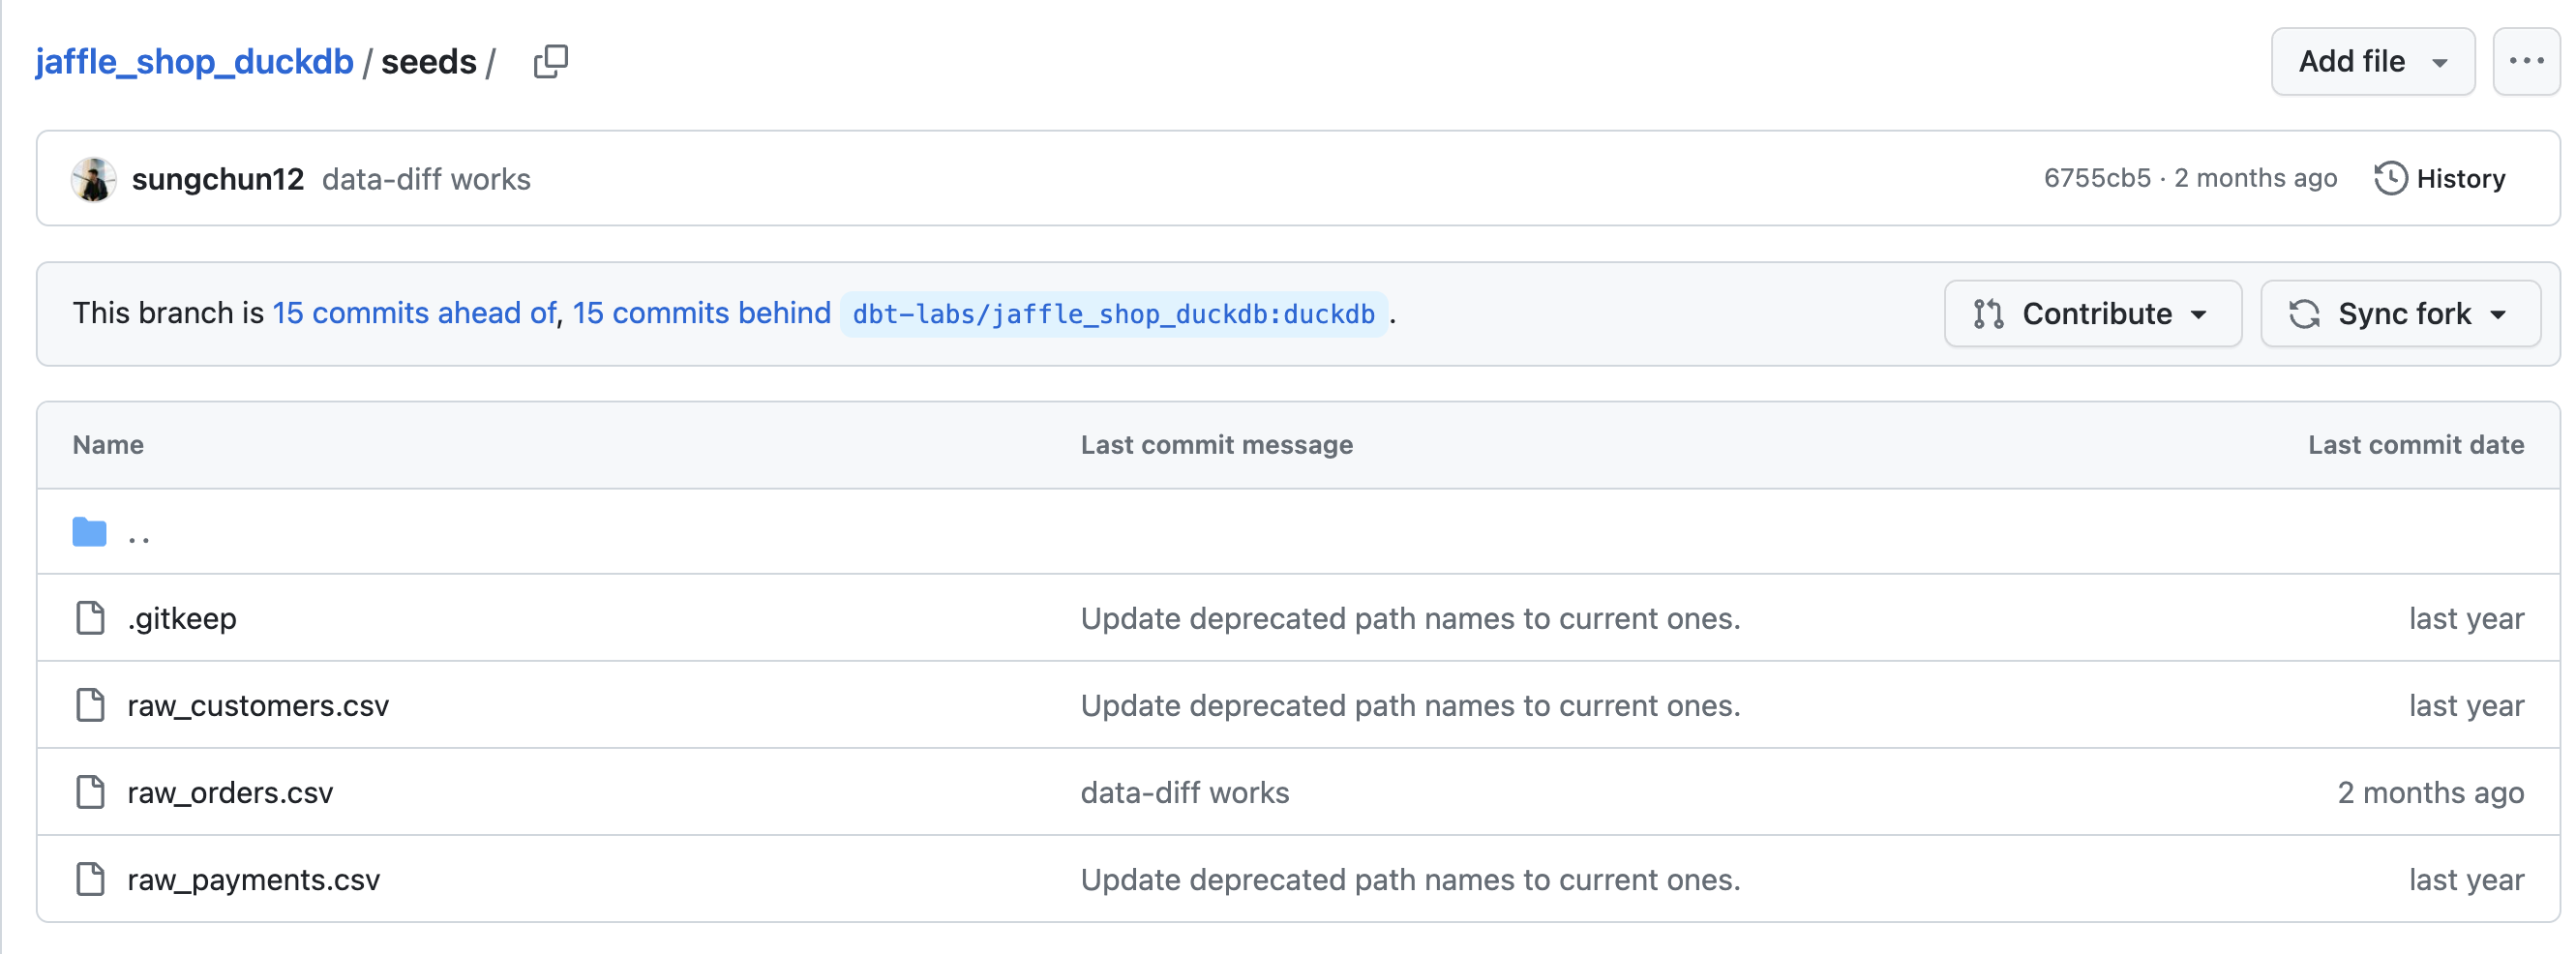 jaffle_shop_duckdb / seeds /
Add file
sungchun12 data-diff works
6755cb5 · 2 months ago
History
This branch is 15 commits ahead of, 15 commits behind dbt-labs/jaffle_shop_duckdb:duckdb .
Contribute
Sync fork
Name Last commit message Last commit date
..
.gitkeep Update deprecated path names to current ones. last year
raw_customers.csv Update deprecated path names to current ones. last year
raw_orders.csv data-diff works 2 months ago
raw_payments.csv Update deprecated path names to current ones. last year